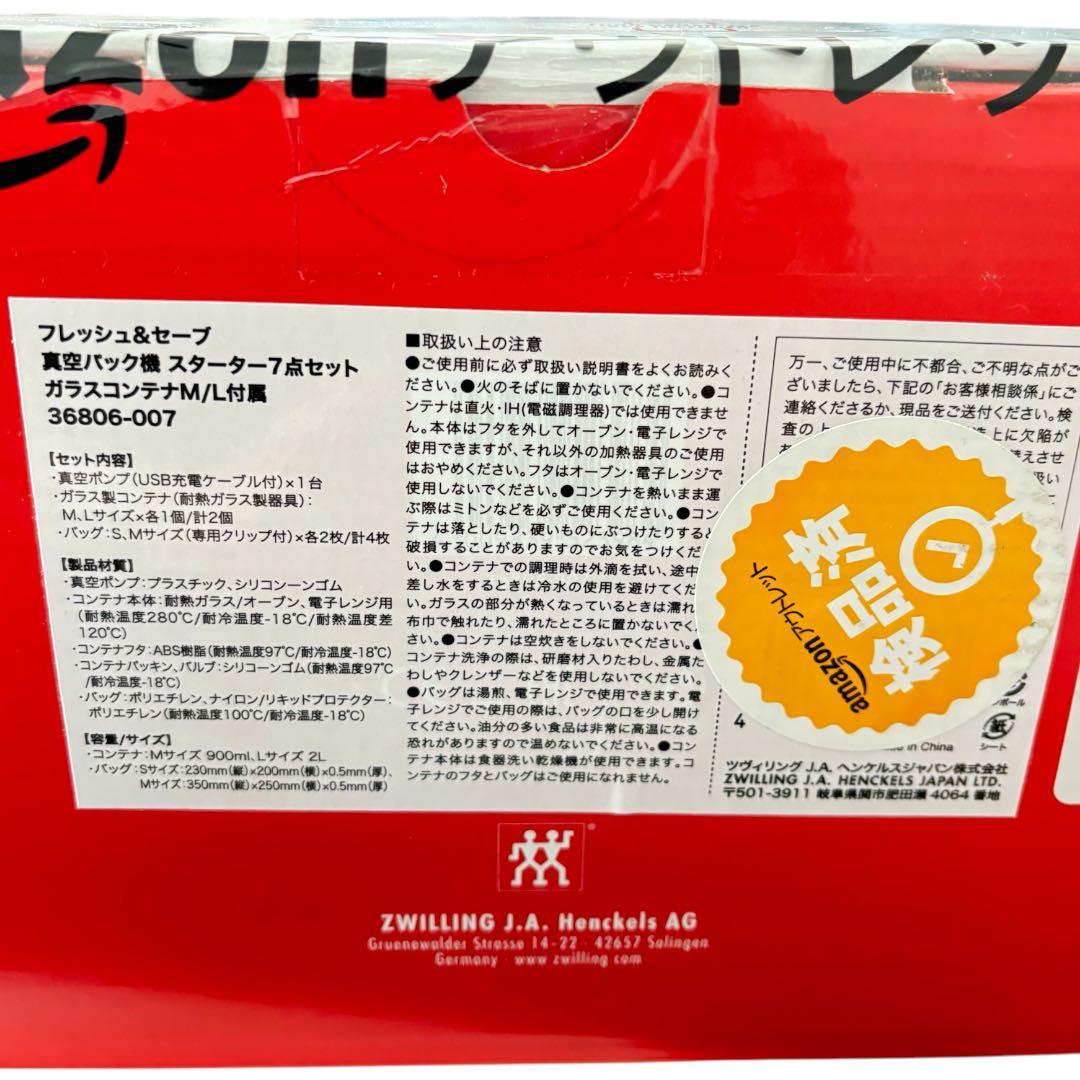 azonアウトレッ
フレッシュ&セーブ
真空パック機 スターター7点セット
ガラスコンテナM/L付属
36806-007
【セット内容】
・真空ポンプ(USB充電ケーブル付)×1台
・ガラス製コンテナ(耐熱ガラス製器具):
M、Lサイズ×各1個/計2個
・バッグ:S、Mサイズ(専用クリップ付)×各2枚/計4枚
【製品材質】
・真空ポンプ:プラスチック、シリコンーンゴム
・コンテナ本体:耐熱ガラス/オーブン、電子レンジ用
(耐熱温度280℃/耐冷温度-18℃/耐熱温度差
120℃)
・コンテナフタ:ABS樹脂(耐熱温度97℃/耐冷温度-18℃)
・コンテナパッキン、バルブ:シリコーンゴム(耐熱温度97℃
/耐冷温度-18℃)
・バッグ:ポリエチレン、ナイロン/リキッドプロテクター:
ポリエチレン(耐熱温度100℃/耐冷温度-18℃)
【容量/サイズ】
・コンテナ:Mサイズ 900ml、Lサイズ 2L
・バッグ:Sサイズ:230mm(縦)×200mm(横)×0.5mm(厚)、
Mサイズ:350mm(縦)×250mm(横)×0.5mm(厚)
■取扱い上の注意
●ご使用前に必ず取扱い説明書をよくお読みく
ださい。●火のそばに置かないでください。●コ
ンテナは直火・IH(電磁調理器)では使用できませ
ん。本体はフタを外してオーブン・電子レンジで
使用できますが、それ以外の加熱器具のご使用
はおやめください。フタはオーブン・電子レンジで
使用しないでください。●コンテナを熱いまま運
ぶ際はミトンなどを必ずご使用ください。●コン
テナは落としたり、硬いものにぶつけたりすると
破損することがありますのでお気をつけくだ
い。●コンテナでの調理時は外滴を拭い、途中
差し水をするときは冷水の使用を避けてくだ
い。ガラスの部分が熱くなっているときは濡れ
布巾で触れたり、濡れたところに置かないでく
さい。●コンテナは空炊きをしないでください。●
コンテナ洗浄の際は、研磨材入りたわし、金属た
わしやクレンザーなどを使用しないでください。
●バッグは湯煎、電子レンジで使用できます。電
子レンジでご使用の際は、バッグの口を少し開け
てください。油分の多い食品は非常に高温になる
恐れがありますので温めないでください。●コン
テナ本体は食器洗い乾燥機が使用できます。コ
ンテナのフタとバッグはご使用になれません。
万一、ご使用中に不都合、ご不明な点がご
ざいましたら、下記の「お客様相談係」にご
連絡くださるか、現品をご送付ください。検
査の上
造上に欠陥が
替えさせ
扱い
amazonアウトレット
検品済
4
ボール
紙
シート
in China
ツヴィリング J.A. ヘンケルスジャパン株式会社
ZWILLING J.A. HENCKELS JAPAN LTD.
〒501-3911 岐阜県関市肥田瀬 4064 番地
ZWILLING J.A. Henckels AG
Gruenewalder Strasse 14-22 · 42657 Solingen
Germany · www.zwilling.com